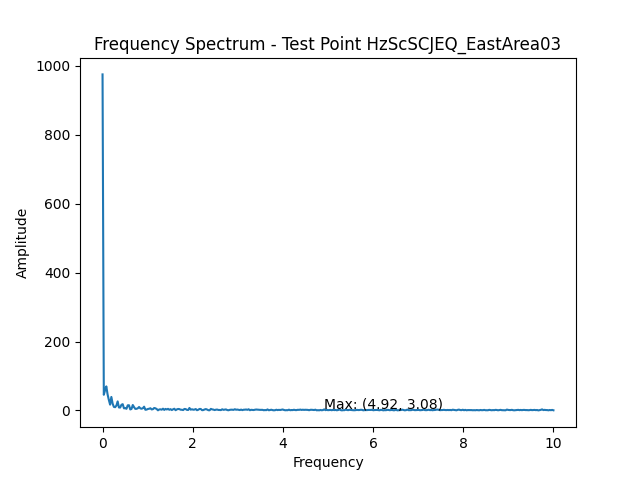 Frequency Spectrum - Test Point HzScSCJEQ_EastArea03
1000
800
600
400
200
0
Amplitude
Max: (4.92, 3.08)
0 2 4 6 8 10
Frequency